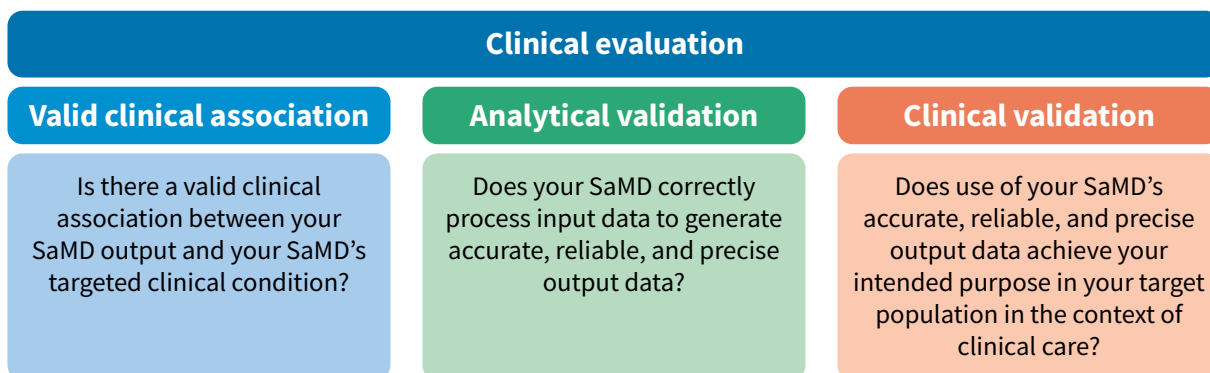 Clinical evaluation
Valid clinical association
Is there a valid clinical
association between your
SaMD output and your SaMD’s
targeted clinical condition?
Analytical validation
Does your SaMD correctly
process input data to generate
accurate, reliable, and precise
output data?
Clinical validation
Does use of your SaMD’s
accurate, reliable, and precise
output data achieve your
intended purpose in your target
population in the context of
clinical care?